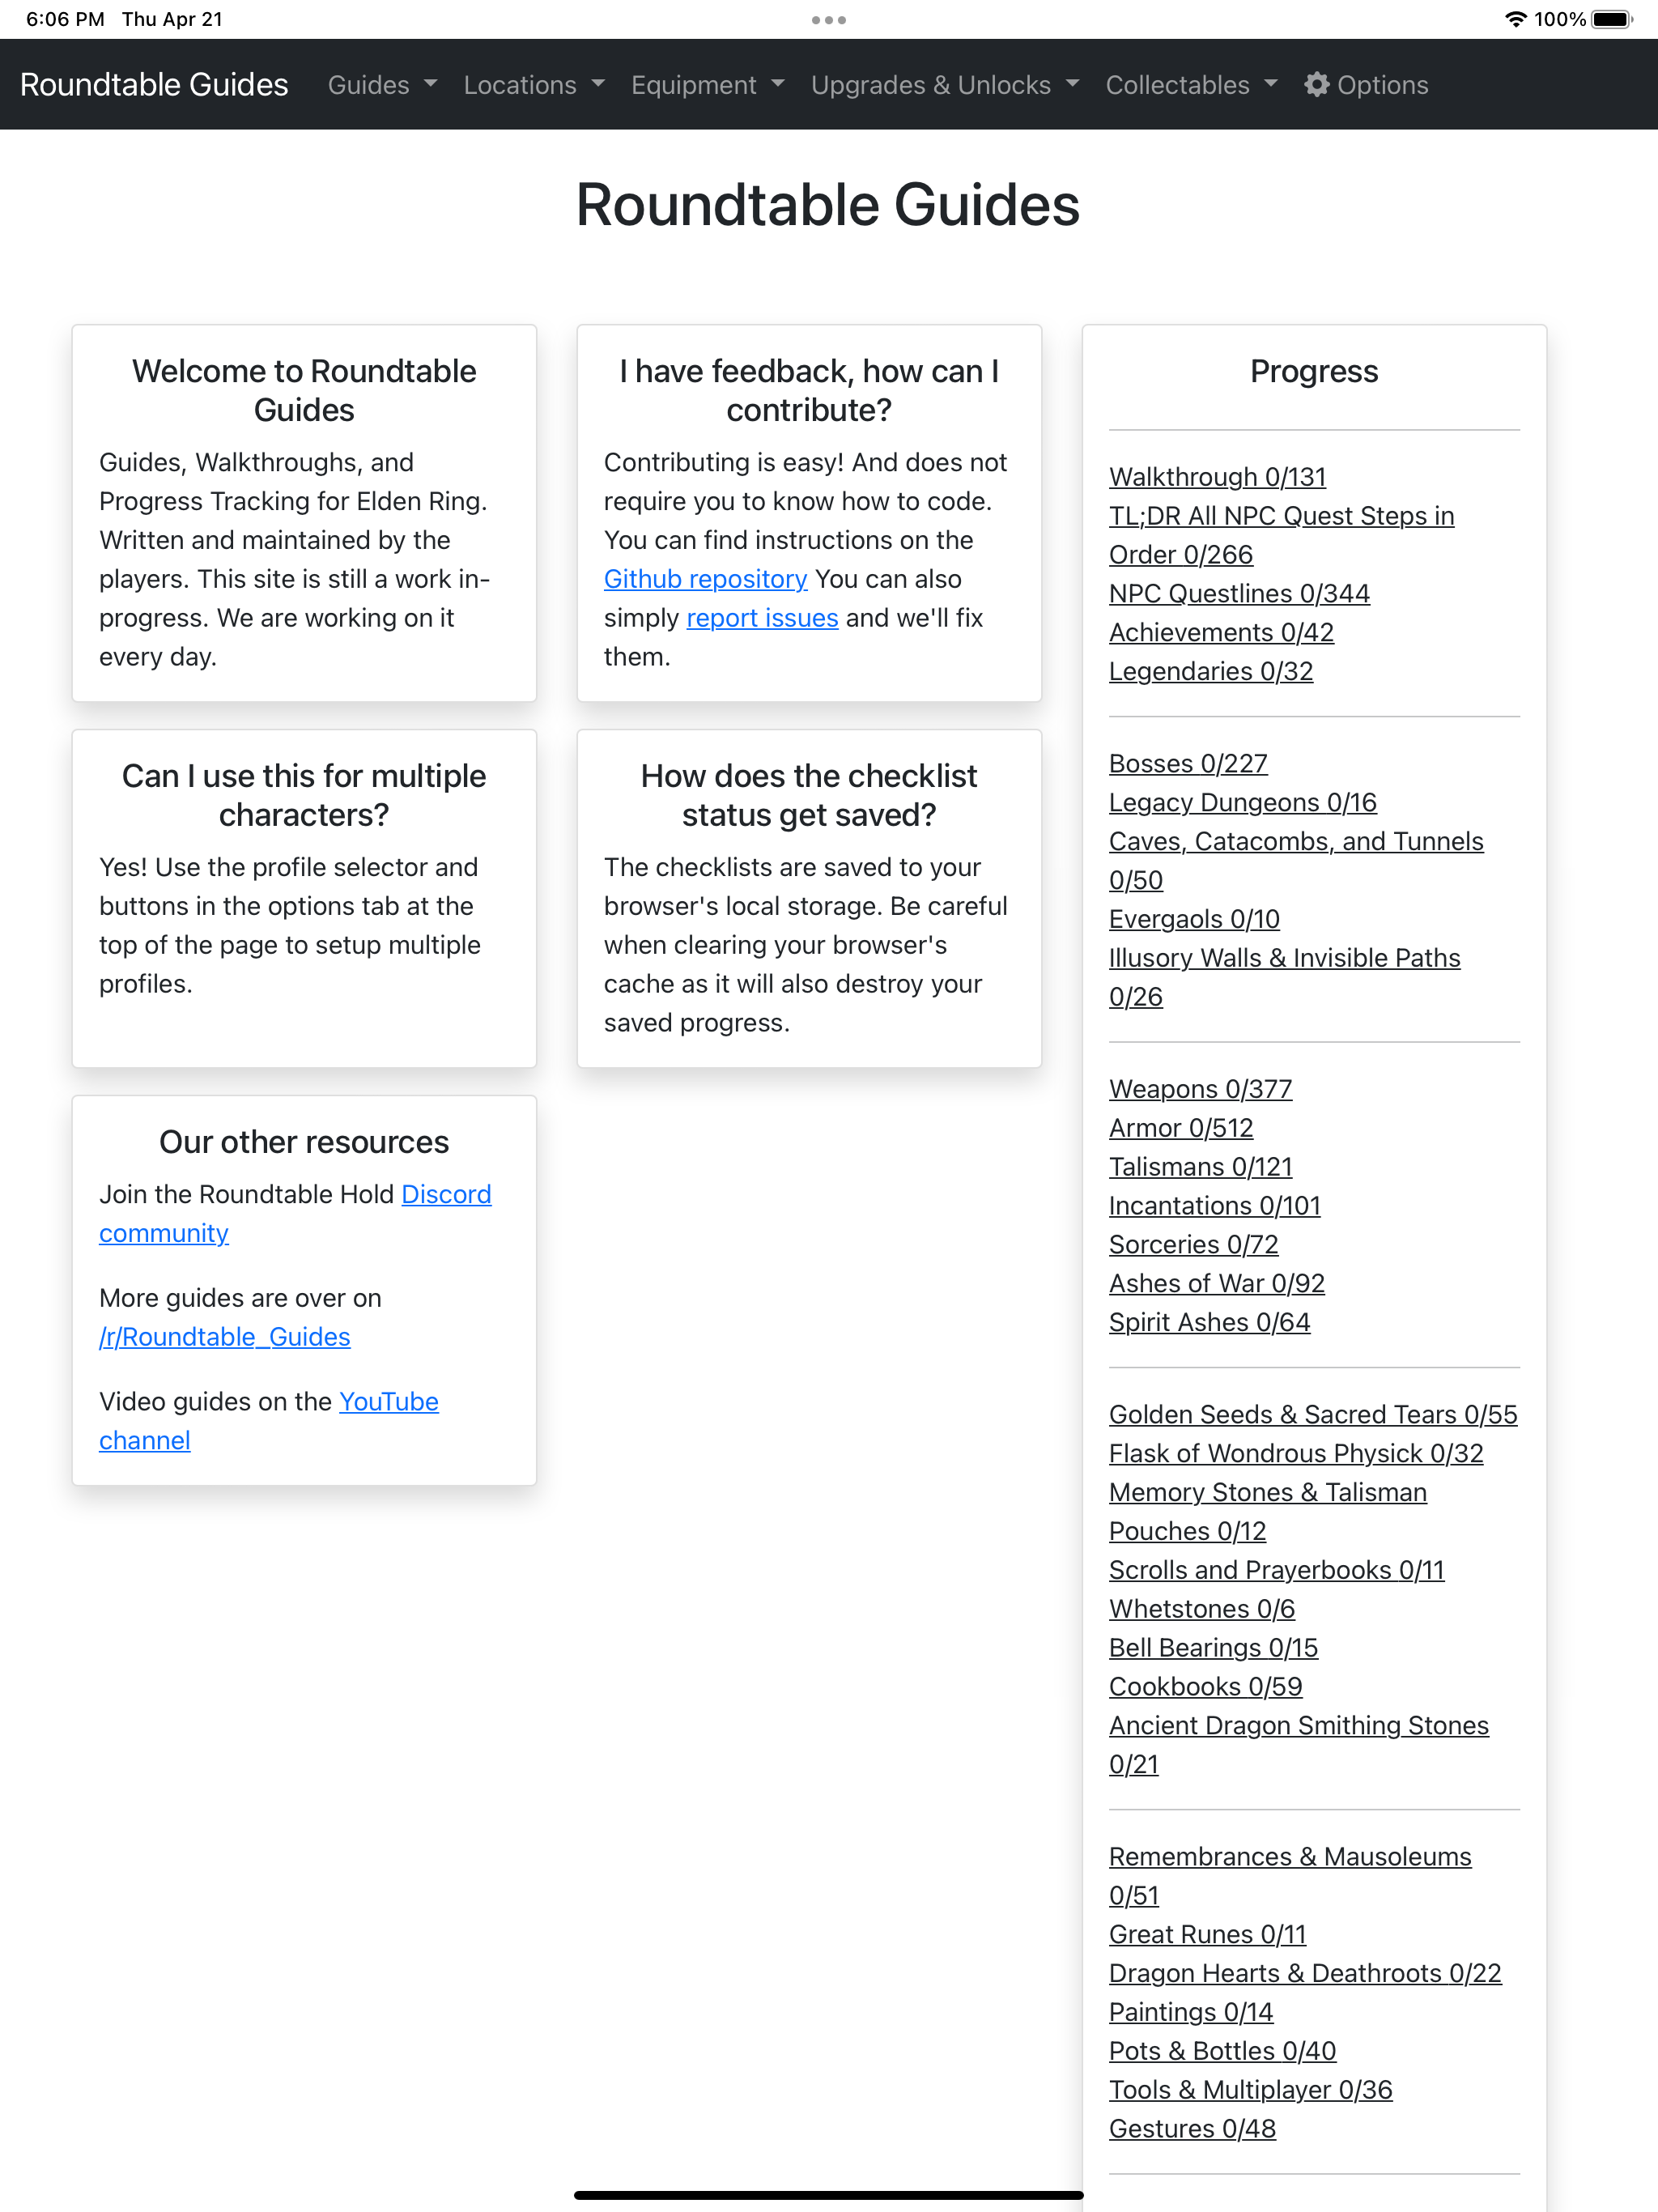 6:06 PM Thu Apr 21
100%
Roundtable Guides Guides Locations Equipment Upgrades & Unlocks Collectables Options
Roundtable Guides
Welcome to Roundtable
Guides
Guides, Walkthroughs, and
Progress Tracking for Elden Ring.
Written and maintained by the
players. This site is still a work in-
progress. We are working on it
every day.
I have feedback, how can I
contribute?
Contributing is easy! And does not
require you to know how to code.
You can find instructions on the
Github repository You can also
simply report issues and we'll fix
them.
Can I use this for multiple
characters?
Yes! Use the profile selector and
buttons in the options tab at the
top of the page to setup multiple
profiles.
How does the checklist
status get saved?
The checklists are saved to your
browser's local storage. Be careful
when clearing your browser's
cache as it will also destroy your
saved progress.
Our other resources
Join the Roundtable Hold Discord
community
More guides are over on
/r/Roundtable_Guides
Video guides on the YouTube
channel
Progress
Walkthrough 0/131
TL;DR All NPC Quest Steps in
Order 0/266
NPC Questlines 0/344
Achievements 0/42
Legendaries 0/32
Bosses 0/227
Legacy Dungeons 0/16
Caves, Catacombs, and Tunnels
0/50
Evergaols 0/10
Illusory Walls & Invisible Paths
0/26
Weapons 0/377
Armor 0/512
Talismans 0/121
Incantations 0/101
Sorceries 0/72
Ashes of War 0/92
Spirit Ashes 0/64
Golden Seeds & Sacred Tears 0/55
Flask of Wondrous Physick 0/32
Memory Stones & Talisman
Pouches 0/12
Scrolls and Prayerbooks 0/11
Whetstones 0/6
Bell Bearings 0/15
Cookbooks 0/59
Ancient Dragon Smithing Stones
0/21
Remembrances & Mausoleums
0/51
Great Runes 0/11
Dragon Hearts & Deathroots 0/22
Paintings 0/14
Pots & Bottles 0/40
Tools & Multiplayer 0/36
Gestures 0/48